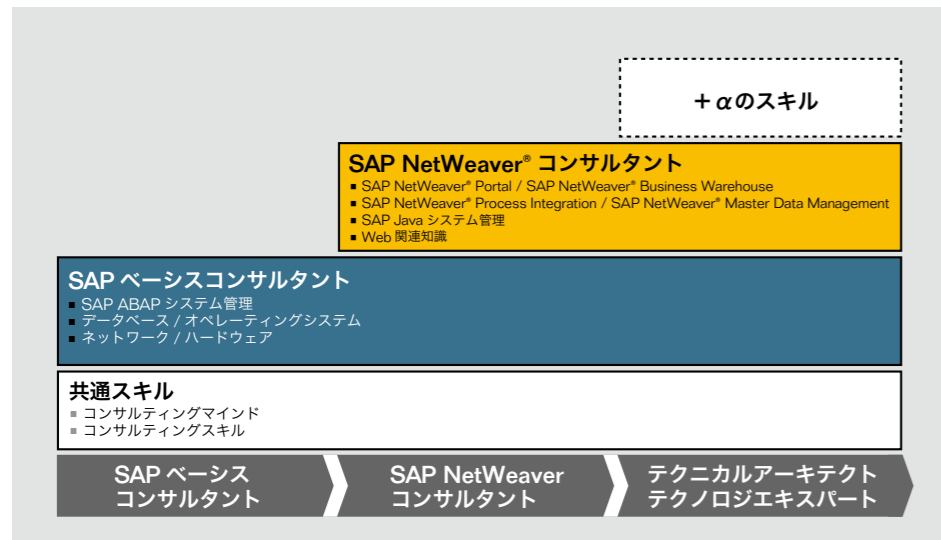 +αのスキル
SAP NetWeaver® コンサルタント
■ SAP NetWeaver® Portal / SAP NetWeaver® Business Warehouse
■ SAP NetWeaver® Process Integration / SAP NetWeaver® Master Data Management
■ SAP Java システム管理
■ Web 関連知識
SAP ベーシスコンサルタント
■ SAP ABAP システム管理
■ データベース / オペレーティングシステム
■ ネットワーク / ハードウェア
共通スキル
■ コンサルティングマインド
■ コンサルティングスキル
SAP ベーシス
コンサルタント
SAP NetWeaver
コンサルタント
テクニカルアーキテクト
テクノロジエキスパート